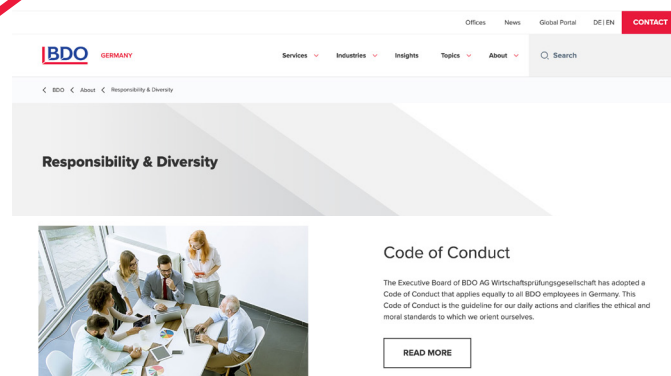 Offices News Global Portal DE | EN CONTACT
BDO GERMANY Services Industries Insights Topics About Search
BDO About Responsibility & Diversity
Responsibility & Diversity
Code of Conduct
The Executive Board of BDO AG Wirtschaftsprüfungsgesellschaft has adopted a
Code of Conduct that applies equally to all BDO employees in Germany. This
Code of Conduct is the guideline for our daily actions and clarifies the ethical and
moral standards to which we orient ourselves.
READ MORE